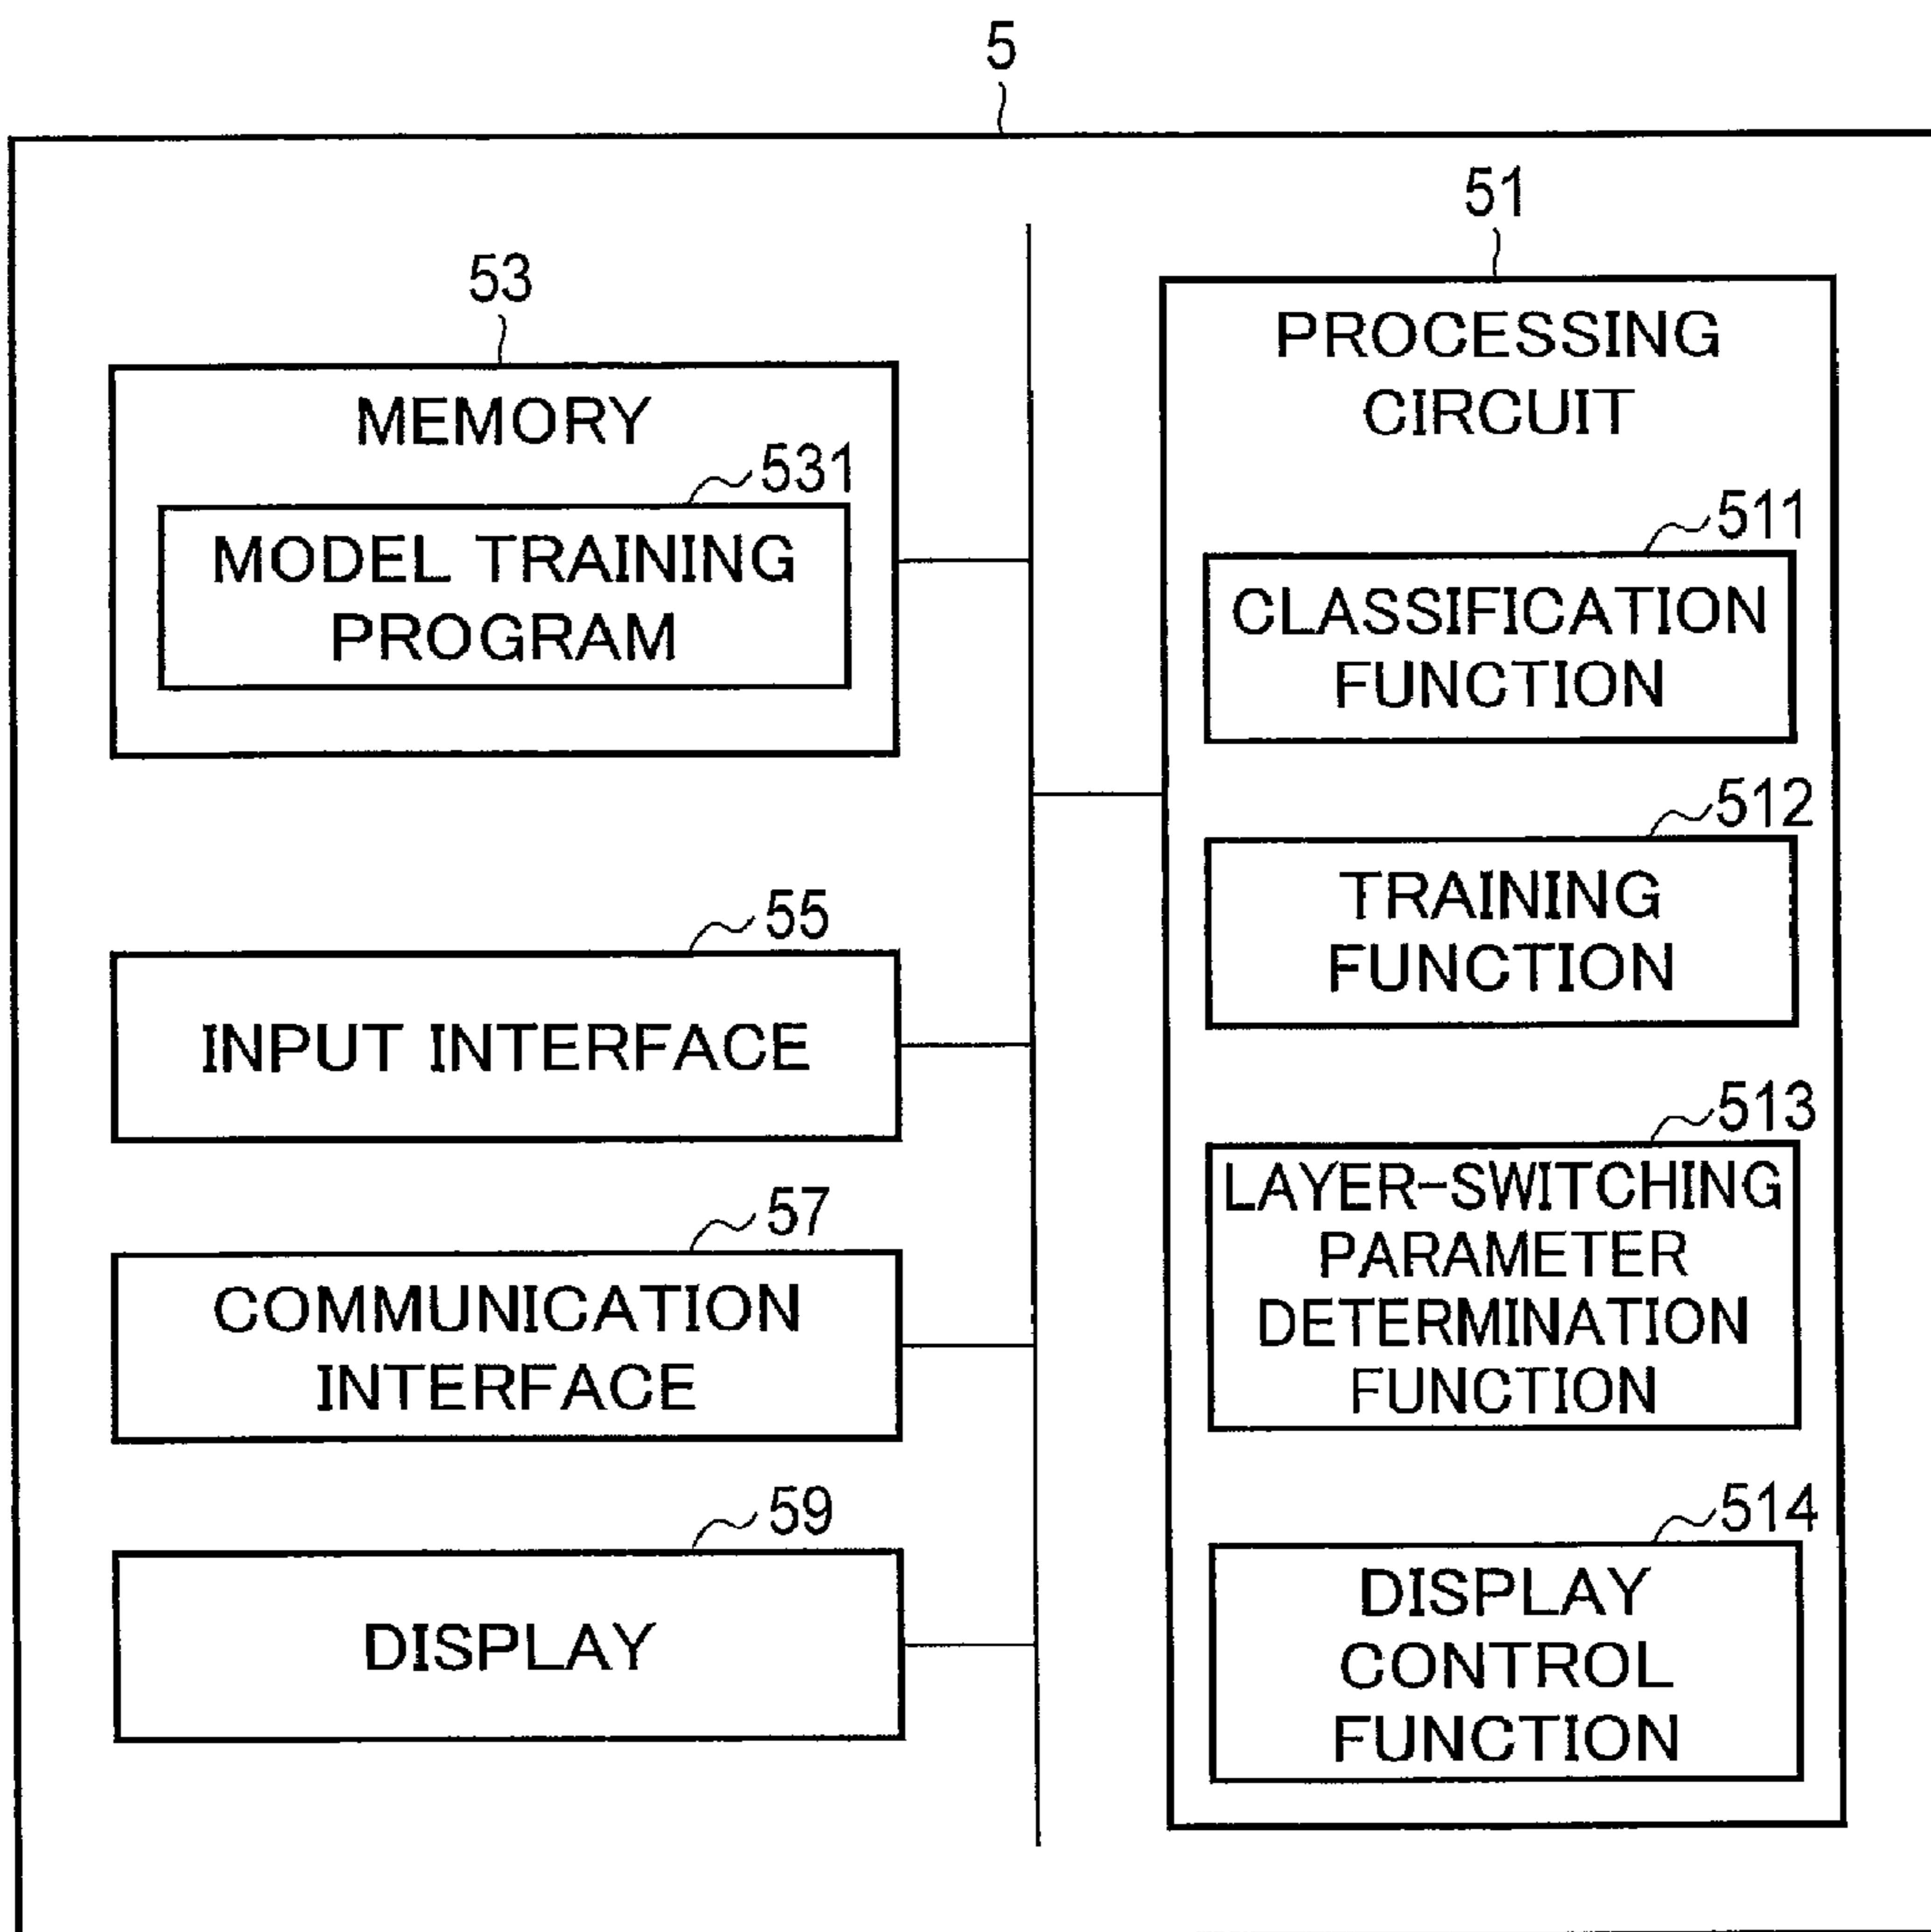 5
53
MEMORY
531
MODEL TRAINING
PROGRAM
55
INPUT INTERFACE
57
COMMUNICATION
INTERFACE
59
DISPLAY
51
PROCESSING
CIRCUIT
511
CLASSIFICATION
FUNCTION
512
TRAINING
FUNCTION
513
LAYER-SWITCHING
PARAMETER
DETERMINATION
FUNCTION
514
DISPLAY
CONTROL
FUNCTION